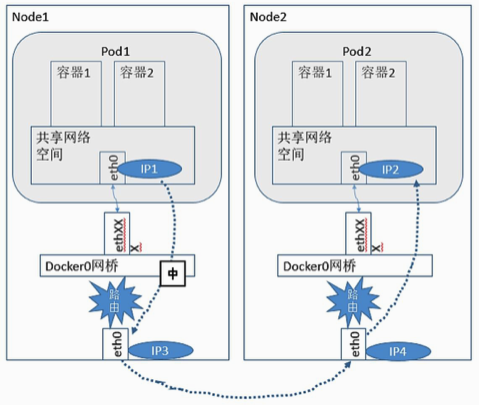 Node1
Pod1
容器1
容器2
共享网络
空间
eth0
IP1
ethXX
X
Docker0网桥
中
路由
eth0
IP3
Node2
Pod2
容器1
容器2
共享网络
空间
eth0
IP2
ethXX
X
Docker0网桥
路由
eth0
IP4